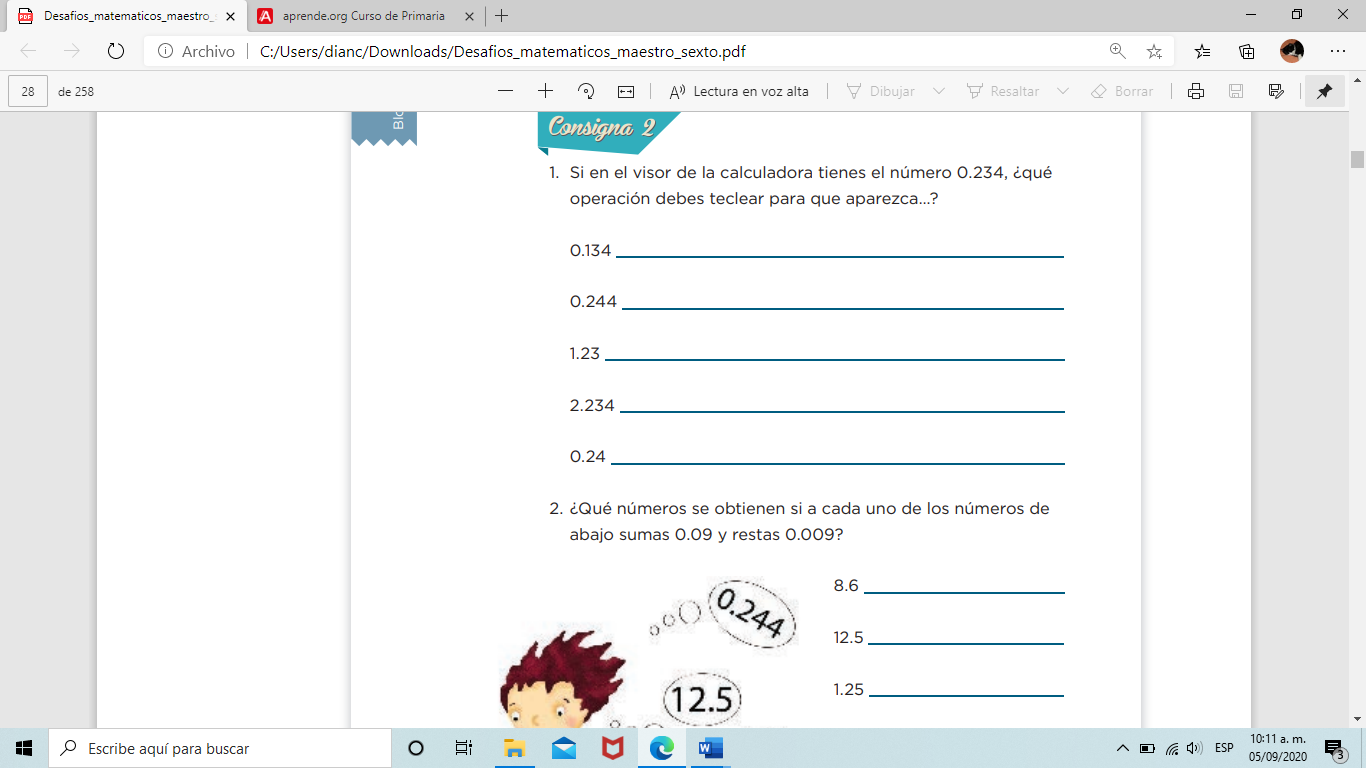 Desafios_matematicos_maestro_s
aprende.org Curso de Primaria
Archivo
C:/Users/dianc/Downloads/Desafios_matematicos_maestro_sexto.pdf
28 de 258
Lectura en voz alta
Dibujar
Resaltar
Borrar
Blo
Consigna 2
1. Si en el visor de la calculadora tienes el número 0.234, ¿qué
operación debes teclear para que aparezca...?
0.134
0.244
1.23
2.234
0.24
2. ¿Qué números se obtienen si a cada uno de los números de
abajo sumas 0.09 y restas 0.009?
0.244
12.5
8.6
12.5
1.25
Escribe aquí para buscar
ESP
10:11 a. m.
05/09/2020
3